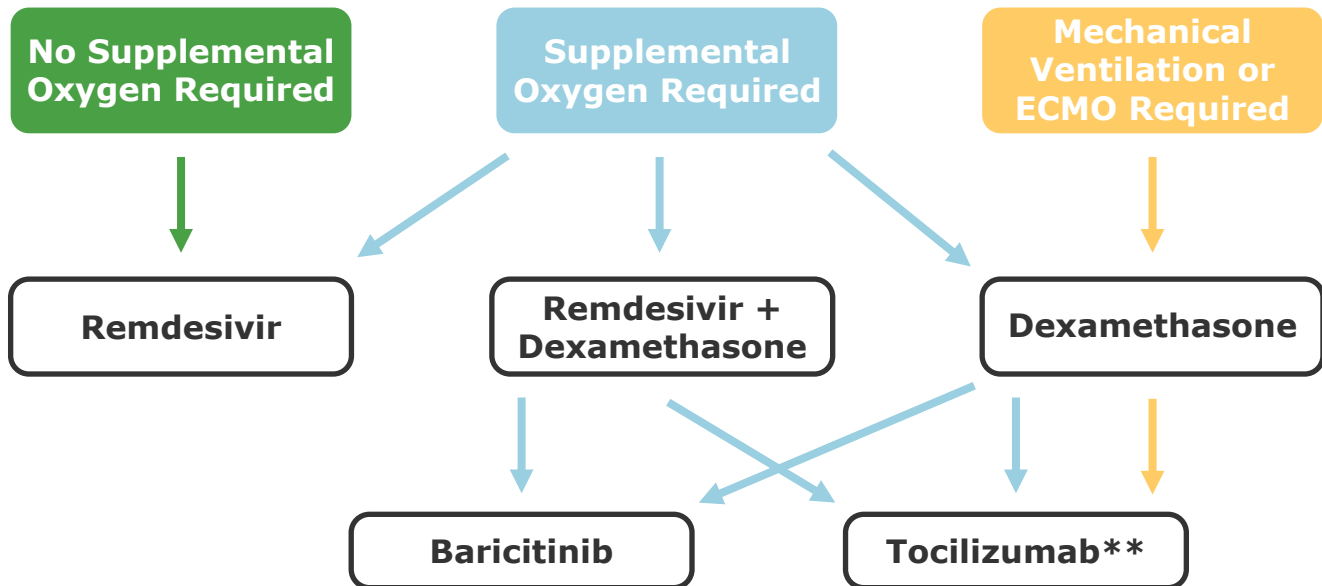 No Supplemental
Oxygen Required
Supplemental
Oxygen Required
Mechanical
Ventilation or
ECMO Required
Remdesivir
Remdesivir +
Dexamethasone
Dexamethasone
Baricitinib
Tocilizumab**